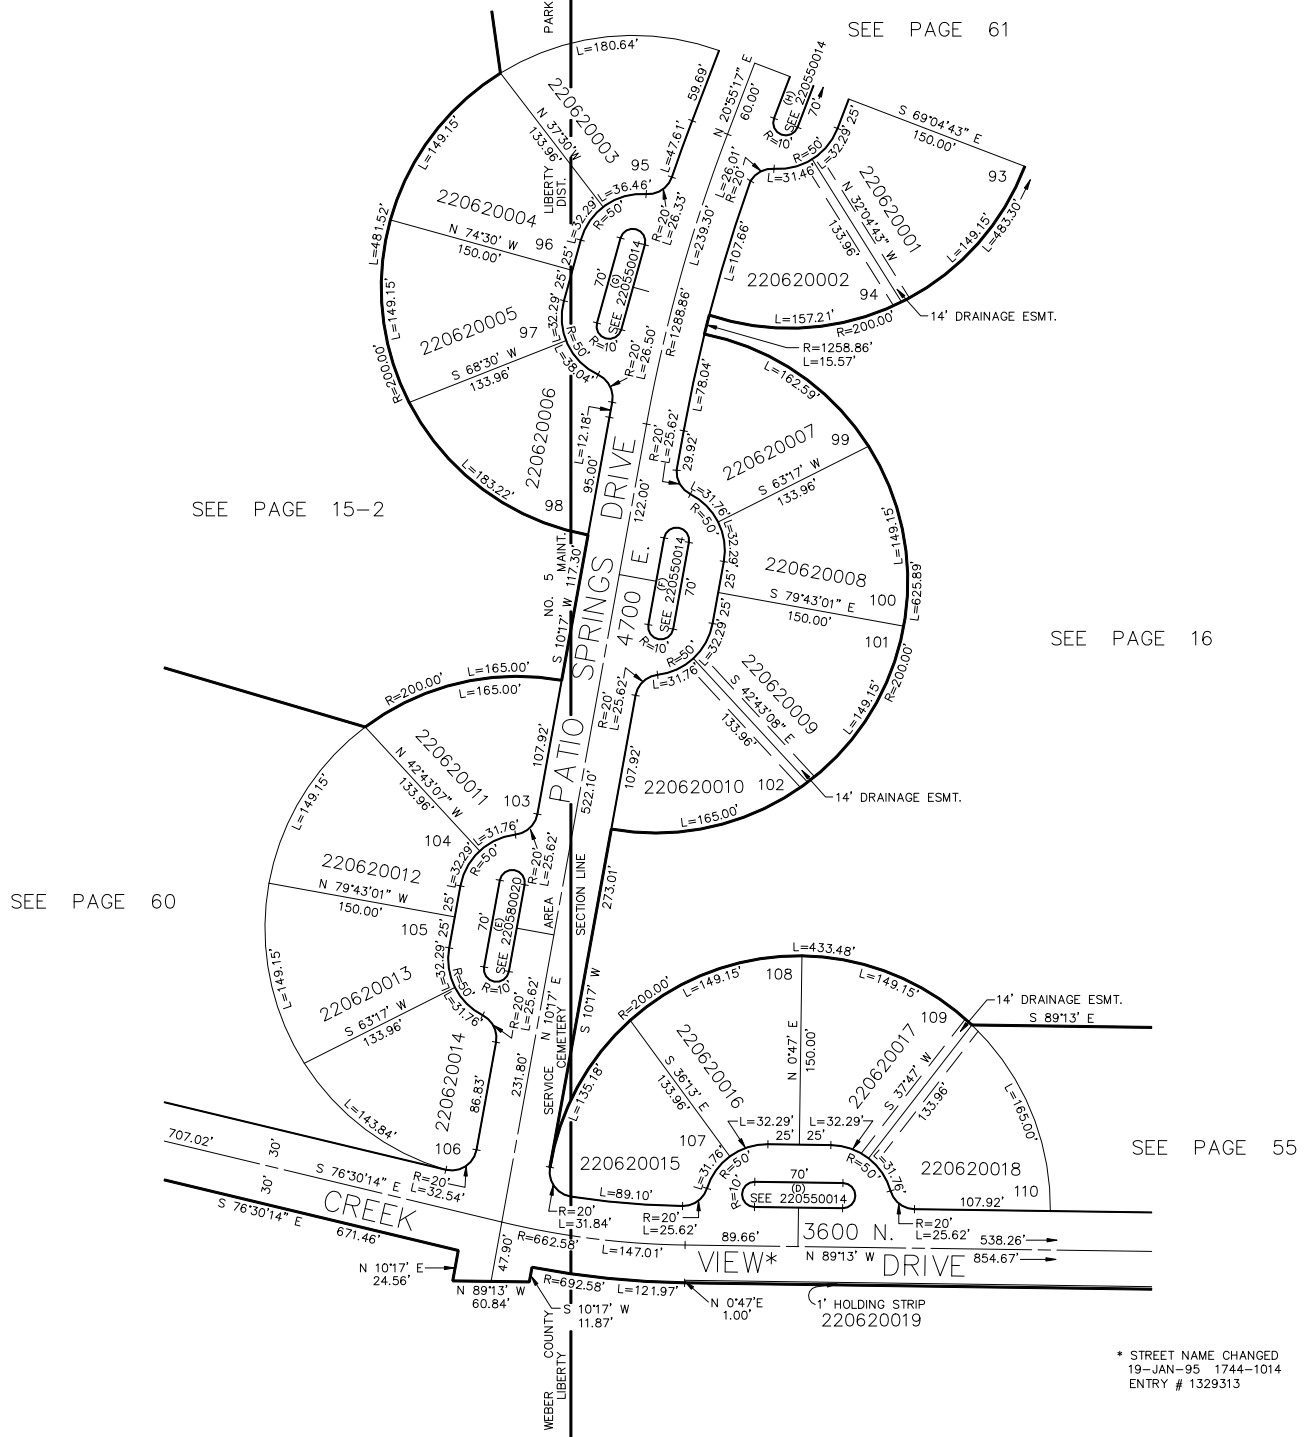 SEE PAGE 61
PARK
L=180.64'
59.69'
N 20°55'17" E
60.00'
(H)
SEE 220550014
70'
R=10'
S 69°04'43" E
150.00'
25'
L=32.29'
R=50'
L=31.46'
L=26.01'
R=20'
220620003
N 37°30' W
133.96'
95
L=47.61'
L=149.15'
LIBERTY
DIST.
L=36.46'
L=32.29'
R=50'
R=20'
L=26.33'
220620001
N 32°04'43" W
133.96'
93
L=149.15'
L=483.30'
220620004
N 74°30' W
150.00'
96
25'
25'
L=481.52'
70'
(G)
SEE 220550014
R=10'
L=239.30'
L=107.66'
220620002
94
L=157.21'
R=200.00'
14' DRAINAGE ESMT.
R=1258.86'
L=15.57'
L=149.15'
220620005
97
S 68°30' W
133.96'
L=32.29'
R=50'
L=38.04'
R=20'
L=26.50'
R=1288.86'
L=78.04'
L=162.59'
R=200.00'
220620006
L=12.18'
95.00'
98
L=183.22'
DRIVE
122.00'
R=20'
L=25.62'
29.92'
220620007
99
S 63°17' W
133.96'
L=31.76'
R=50'
L=32.29'
25'
SEE PAGE 15-2
L=149.15'
L=625.89'
NO. 5 MAINT.
S 10°17' W 117.30'
SPRINGS
4700 E.
(F)
SEE 220550014
70'
R=10'
220620008
100
S 79°43'01" E
150.00'
101
25'
L=32.29'
R=50'
L=31.76'
SEE PAGE 16
L=165.00'
R=200.00'
L=165.00'
R=20'
L=25.62'
220620009
S 42°43'08" E
133.96'
R=200.00'
L=149.15'
PATIO
107.92'
107.92'
522.10'
220620010
102
L=165.00'
14' DRAINAGE ESMT.
220620011
N 42°43'07" W
133.96'
103
L=149.15'
L=31.76'
104
L=32.29'
R=50'
R=20'
L=25.62'
220620012
N 79°43'01" W
150.00'
105
25'
25'
70'
(E)
SEE 220580020
R=10'
AREA
SECTION LINE
273.01'
SEE PAGE 60
L=149.15'
220620013
S 63°17' W
133.96'
L=32.29'
R=50'
L=31.76'
R=20'
L=25.62'
N 10°17' E
S 10°17' W
SERVICE
CEMETERY
231.80'
220620014
86.83'
L=143.84'
106
R=20'
L=32.54'
L=433.48'
108
R=200.00'
L=149.15'
L=149.15'
109
14' DRAINAGE ESMT.
S 89°13' E
N 0°47' E
150.00'
220620016
S 36°13' E
133.96'
220620017
S 37°47' W
133.96'
L=135.18'
L=165.00'
107
L=32.29'
L=32.29'
25'
25'
L=31.76'
R=50'
R=10'
70'
(D)
SEE 220550014
R=50'
L=31.76'
220620015
220620018
110
SEE PAGE 55
L=89.10'
107.92'
R=20'
L=31.84'
R=20'
L=25.62'
R=20'
L=25.62'
707.02'
30'
30'
S 76°30'14" E
S 76°30'14" E
671.46'
CREEK
R=662.58'
L=147.01'
89.66'
3600 N.
N 89°13' W
538.26'
854.67'
VIEW*
DRIVE
47.90'
N 10°17' E
24.56'
N 89°13' W
60.84'
R=692.58'
L=121.97'
S 10°17' W
11.87'
N 0°47'E
1.00'
1' HOLDING STRIP
220620019
WEBER COUNTY
LIBERTY
* STREET NAME CHANGED
19-JAN-95 1744-1014
ENTRY # 1329313